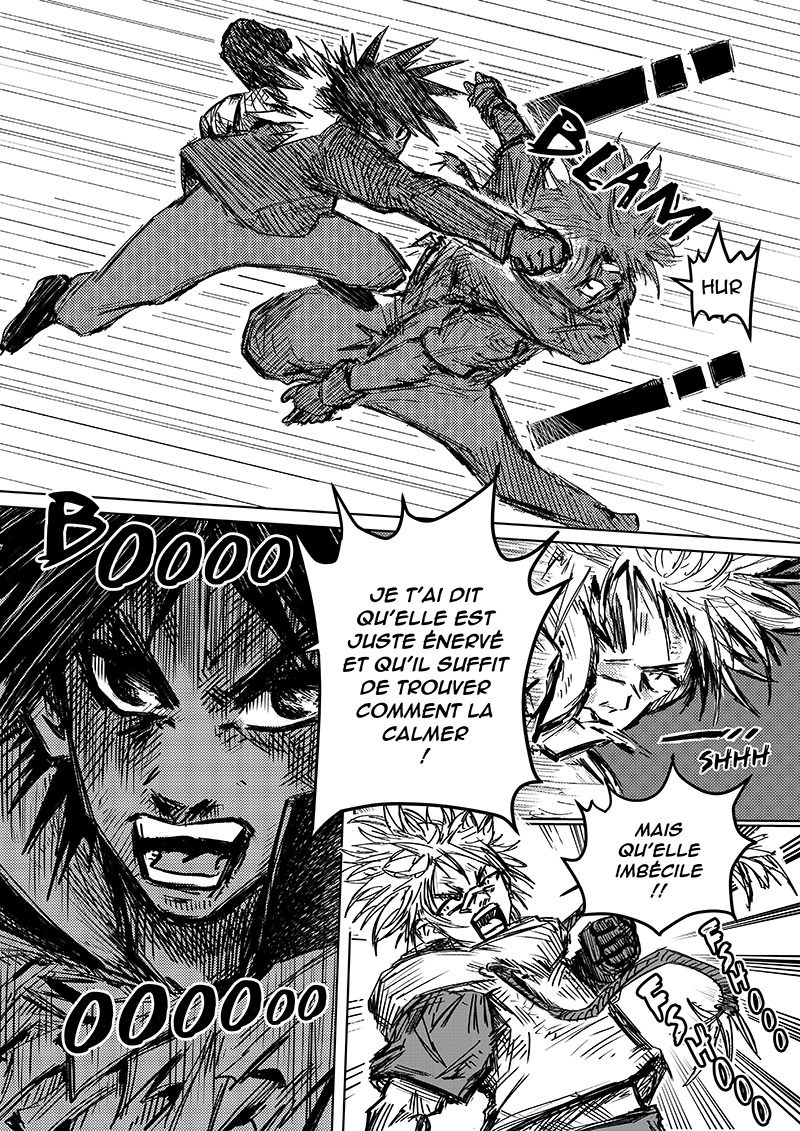 BLAM
HUR
BOOOOO
JE T'AI DIT
QU'ELLE EST
JUSTE ÉNERVÉ
ET QU'IL SUFFIT
DE TROUVER
COMMENT LA
CALMER
!
SHHH
MAIS
QU'ELLE
IMBÉCILE
!!
FSHOOO
FSHOOO
OOOOOOO